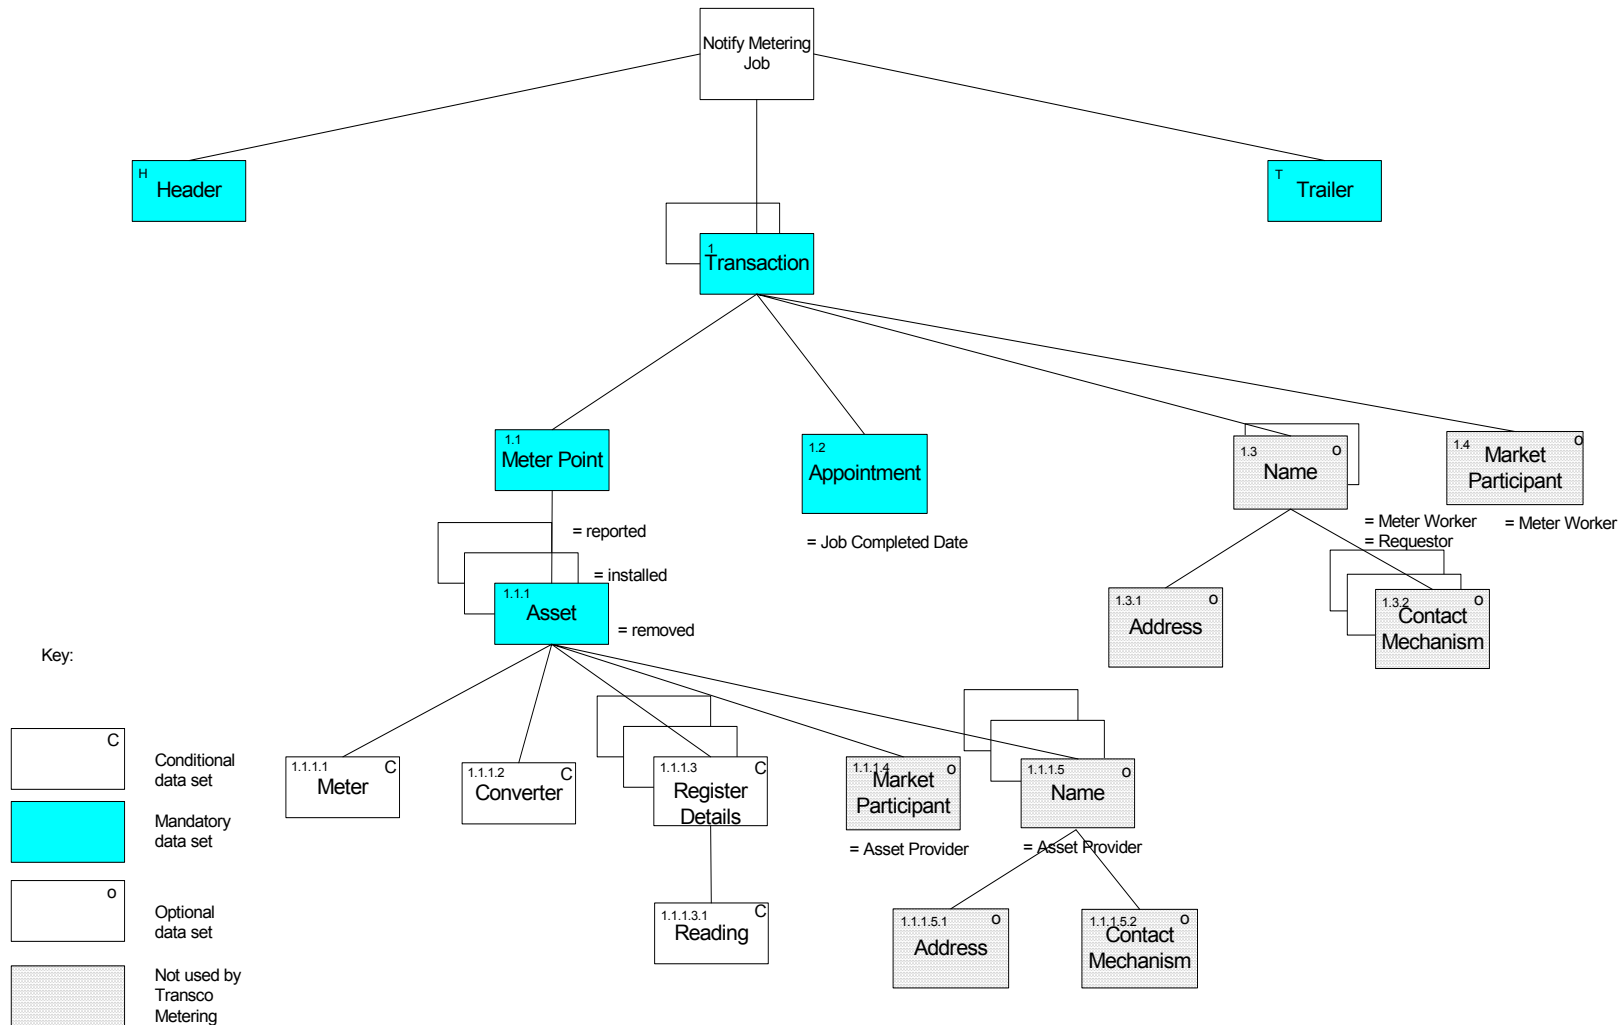 Notify Metering
Job
H
Header
T
Trailer
1
Transaction
1.1
Meter Point
1.2
Appointment
1.3
O
Name
1.4
O
Market
Participant
= reported
= Job Completed Date
= Meter Worker
= Requestor
= Meter Worker
= installed
1.1.1
Asset
= removed
1.3.1
O
Address
1.3.2
O
Contact
Mechanism
Key:
C
Conditional
data set
Mandatory
data set
O
Optional
data set
Not used by
Transco
Metering
1.1.1.1
C
Meter
1.1.1.2
C
Converter
1.1.1.3
C
Register
Details
1.1.1.4
O
Market
Participant
= Asset Provider
1.1.1.5
O
Name
= Asset Provider
1.1.1.3.1
C
Reading
1.1.1.5.1
O
Address
1.1.1.5.2
O
Contact
Mechanism